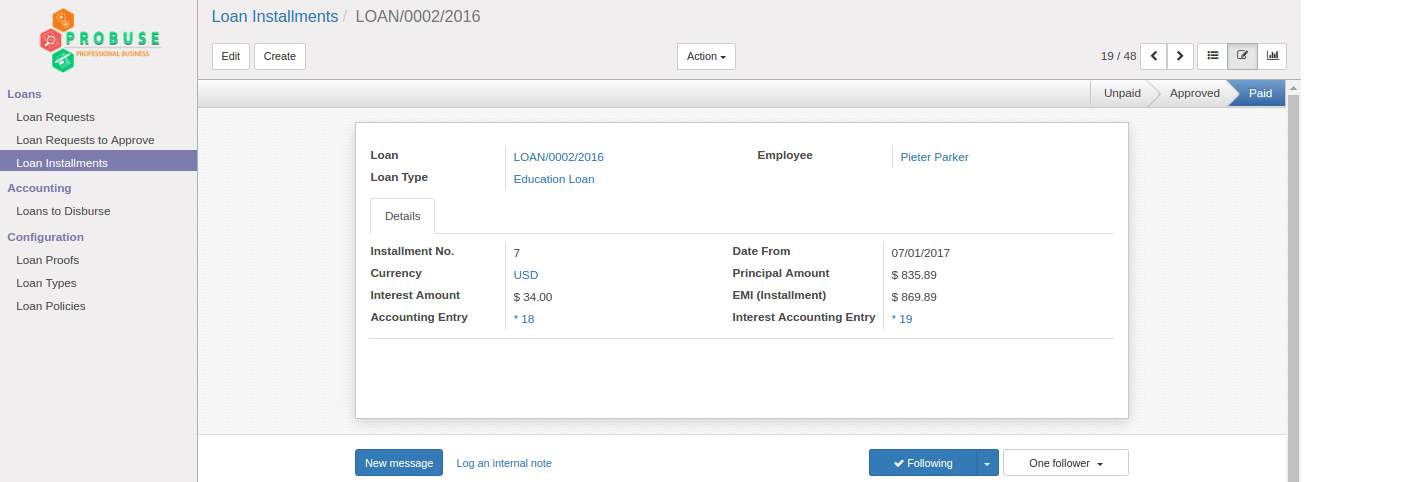 PROBUSE
PROFESSIONAL BUSINESS
Loans
Loan Requests
Loan Requests to Approve
Loan Installments
Accounting
Loans to Disburse
Configuration
Loan Proofs
Loan Types
Loan Policies
Loan Installments / LOAN/0002/2016
Edit Create Action 19 / 48
Unpaid Approved Paid
Loan LOAN/0002/2016 Employee Pieter Parker
Loan Type Education Loan
Details
Installment No. 7 Date From 07/01/2017
Currency USD Principal Amount $ 835.89
Interest Amount $ 34.00 EMI (Installment) $ 869.89
Accounting Entry * 18 Interest Accounting Entry * 19
New message Log an internal note Following One follower